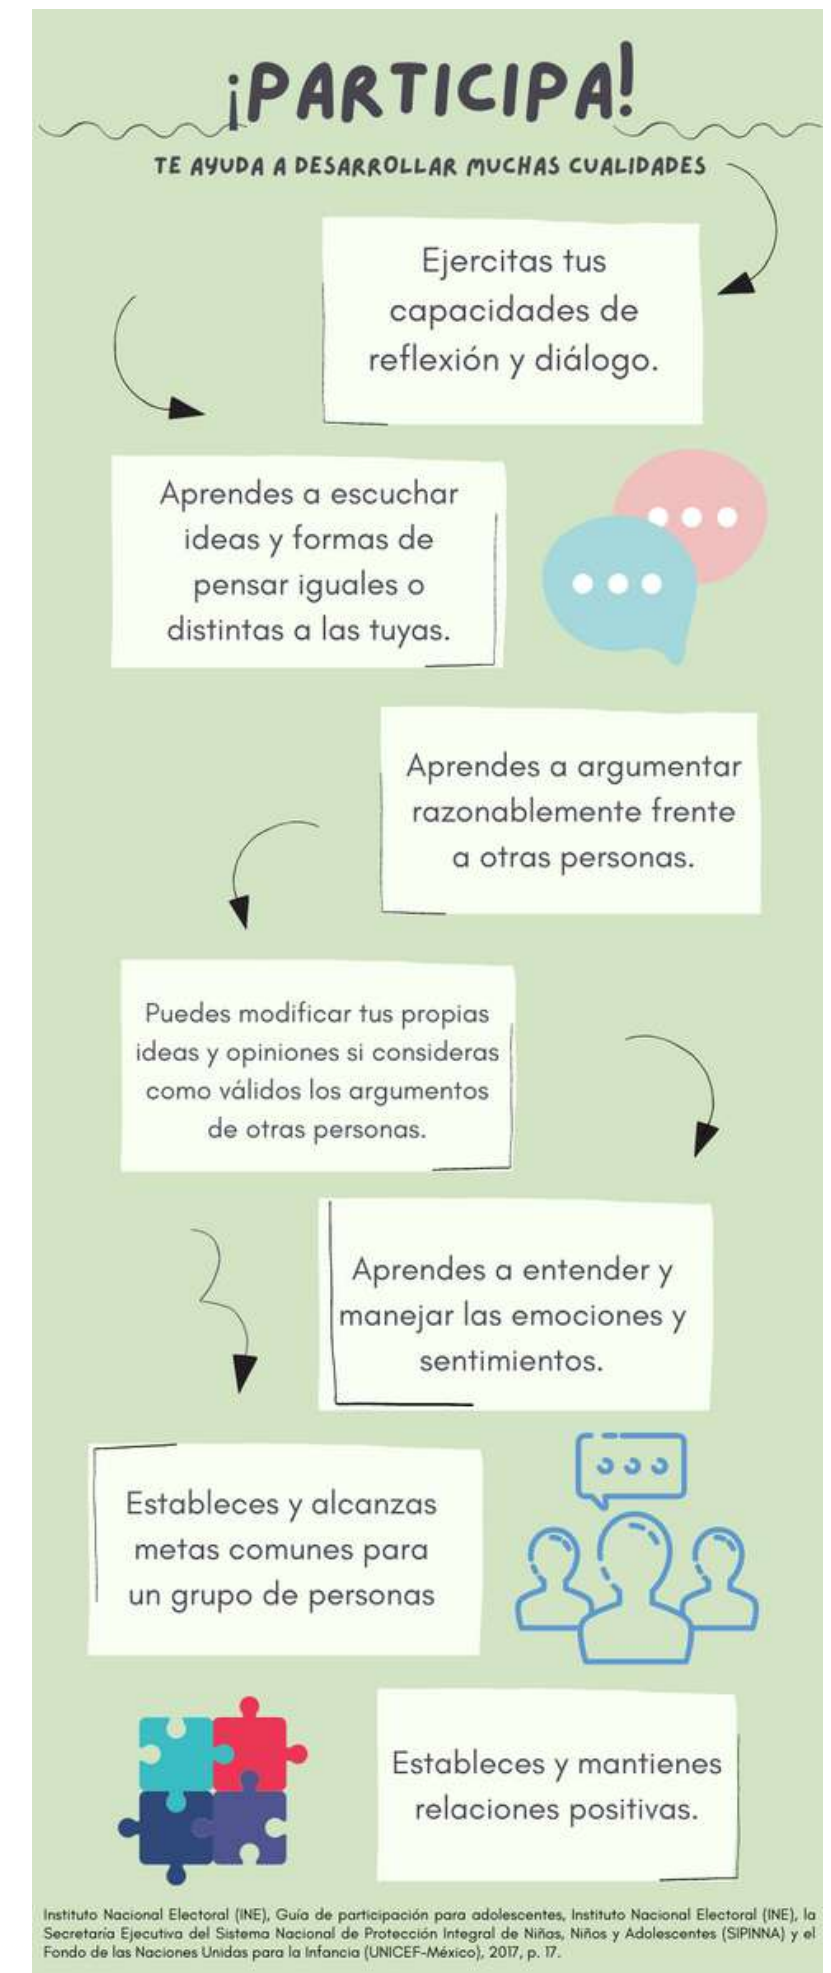 ¡PARTICIPA!
TE AYUDA A DESARROLLAR MUCHAS CUALIDADES
Ejercitas tus
capacidades de
reflexión y diálogo.
Aprendes a escuchar
ideas y formas de
pensar iguales o
distintas a las tuyas.
Aprendes a argumentar
razonablemente frente
a otras personas.
Puedes modificar tus propias
ideas y opiniones si consideras
como válidos los argumentos
de otras personas.
Aprendes a entender y
manejar las emociones y
sentimientos.
Estableces y alcanzas
metas comunes para
un grupo de personas
Estableces y mantienes
relaciones positivas.
Instituto Nacional Electoral (INE), Guía de participación para adolescentes, Instituto Nacional Electoral (INE), la
Secretaría Ejecutiva del Sistema Nacional de Protección Integral de Niñas, Niños y Adolescentes (SIPINNA) y el
Fondo de las Naciones Unidas para la Infancia (UNICEF-México), 2017, p. 17.